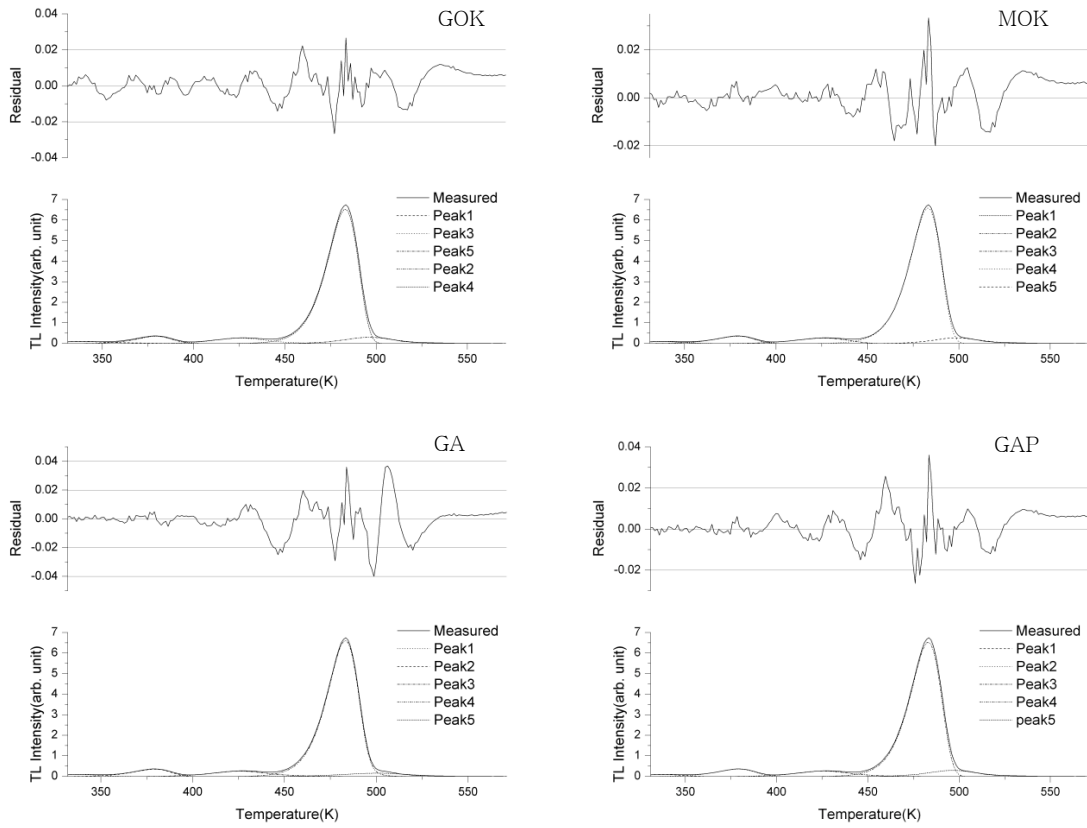 GOK
0.04
0.02
0.00
-0.02
-0.04
Residual
7
6
5
4
3
2
1
0
TL Intensity(arb. unit)
Measured
Peak1
Peak3
Peak5
Peak2
Peak4
350
400
450
500
550
Temperature(K)
MOK
0.02
0.00
-0.02
Residual
7
6
5
4
3
2
1
0
TL Intensity(arb. unit)
Measured
Peak1
Peak2
Peak3
Peak4
Peak5
350
400
450
500
550
Temperature(K)
GA
0.04
0.02
0.00
-0.02
-0.04
Residual
7
6
5
4
3
2
1
0
TL Intensity(arb. unit)
Measured
Peak1
Peak2
Peak3
Peak4
Peak5
350
400
450
500
550
Temperature(K)
GAP
0.04
0.02
0.00
-0.02
Residual
7
6
5
4
3
2
1
0
TL Intensity(arb. unit)
Measured
Peak1
Peak2
Peak3
Peak4
peak5
350
400
450
500
550
Temperature(K)